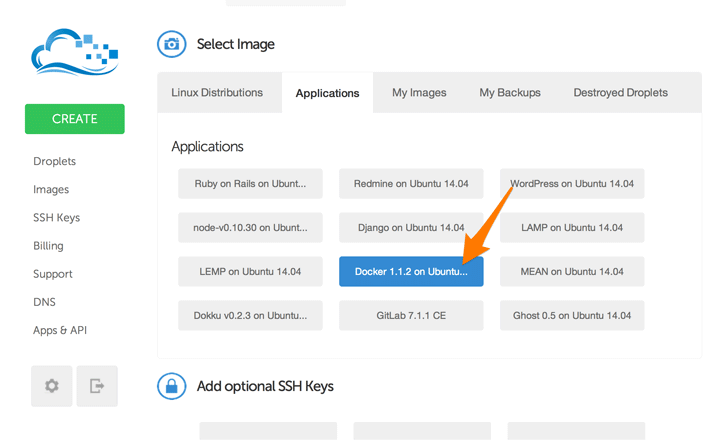 Select Image
CREATE
Droplets
Images
SSH Keys
Billing
Support
DNS
Apps & API
Linux Distributions
Applications
My Images
My Backups
Destroyed Droplets
Applications
Ruby on Rails on Ubunt...
Redmine on Ubuntu 14.04
WordPress on Ubuntu 14.04
node-v0.10.30 on Ubunt...
Django on Ubuntu 14.04
LAMP on Ubuntu 14.04
LEMP on Ubuntu 14.04
Docker 1.1.2 on Ubuntu...
MEAN on Ubuntu 14.04
Dokku v0.2.3 on Ubuntu...
GitLab 7.1.1 CE
Ghost 0.5 on Ubuntu 14.04
Add optional SSH Keys